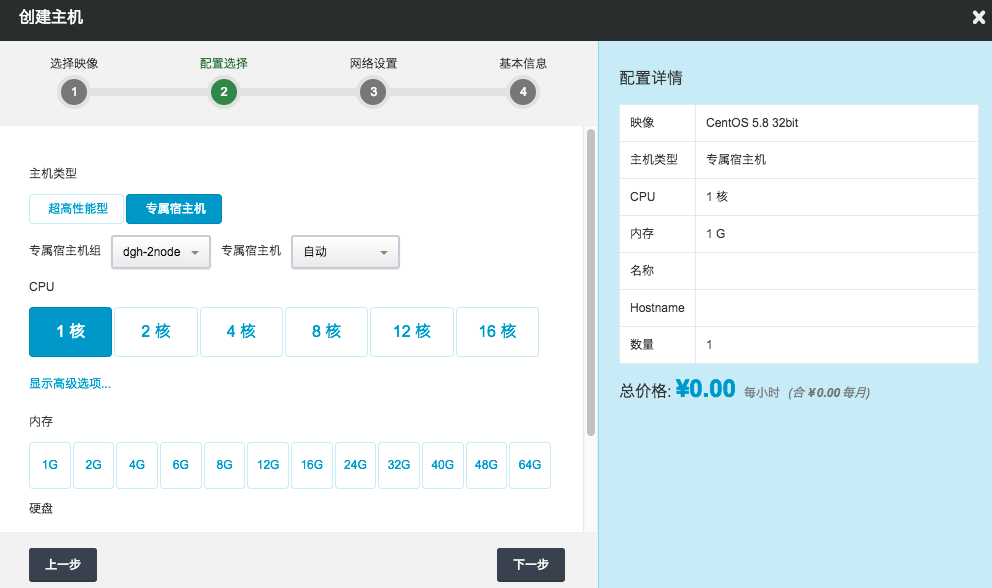 创建主机
选择映像 配置选择 网络设置 基本信息
1 2 3 4
主机类型
超高性能型 专属宿主机
专属宿主机组 dgh-2node 专属宿主机 自动
CPU
1 核 2 核 4 核 8 核 12 核 16 核
显示高级选项...
内存
1G 2G 4G 6G 8G 12G 16G 24G 32G 40G 48G 64G
硬盘
上一步 下一步
配置详情
映像 CentOS 5.8 32bit
主机类型 专属宿主机
CPU 1 核
内存 1 G
名称
Hostname
数量 1
总价格: ¥0.00 每小时 (合 ¥0.00 每月)